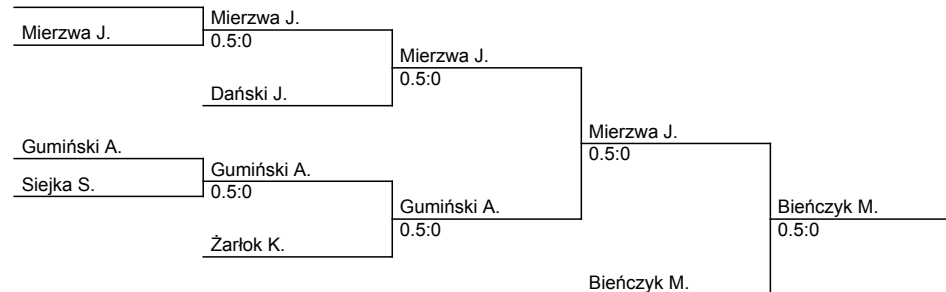 Mierzwa J.
Mierzwa J.
0.5:0
Dański J.
Mierzwa J.
0.5:0
Gumiński A.
Siejka S.
Gumiński A.
0.5:0
Żarłok K.
Gumiński A.
0.5:0
Mierzwa J.
0.5:0
Bieńczyk M.
Bieńczyk M.
0.5:0